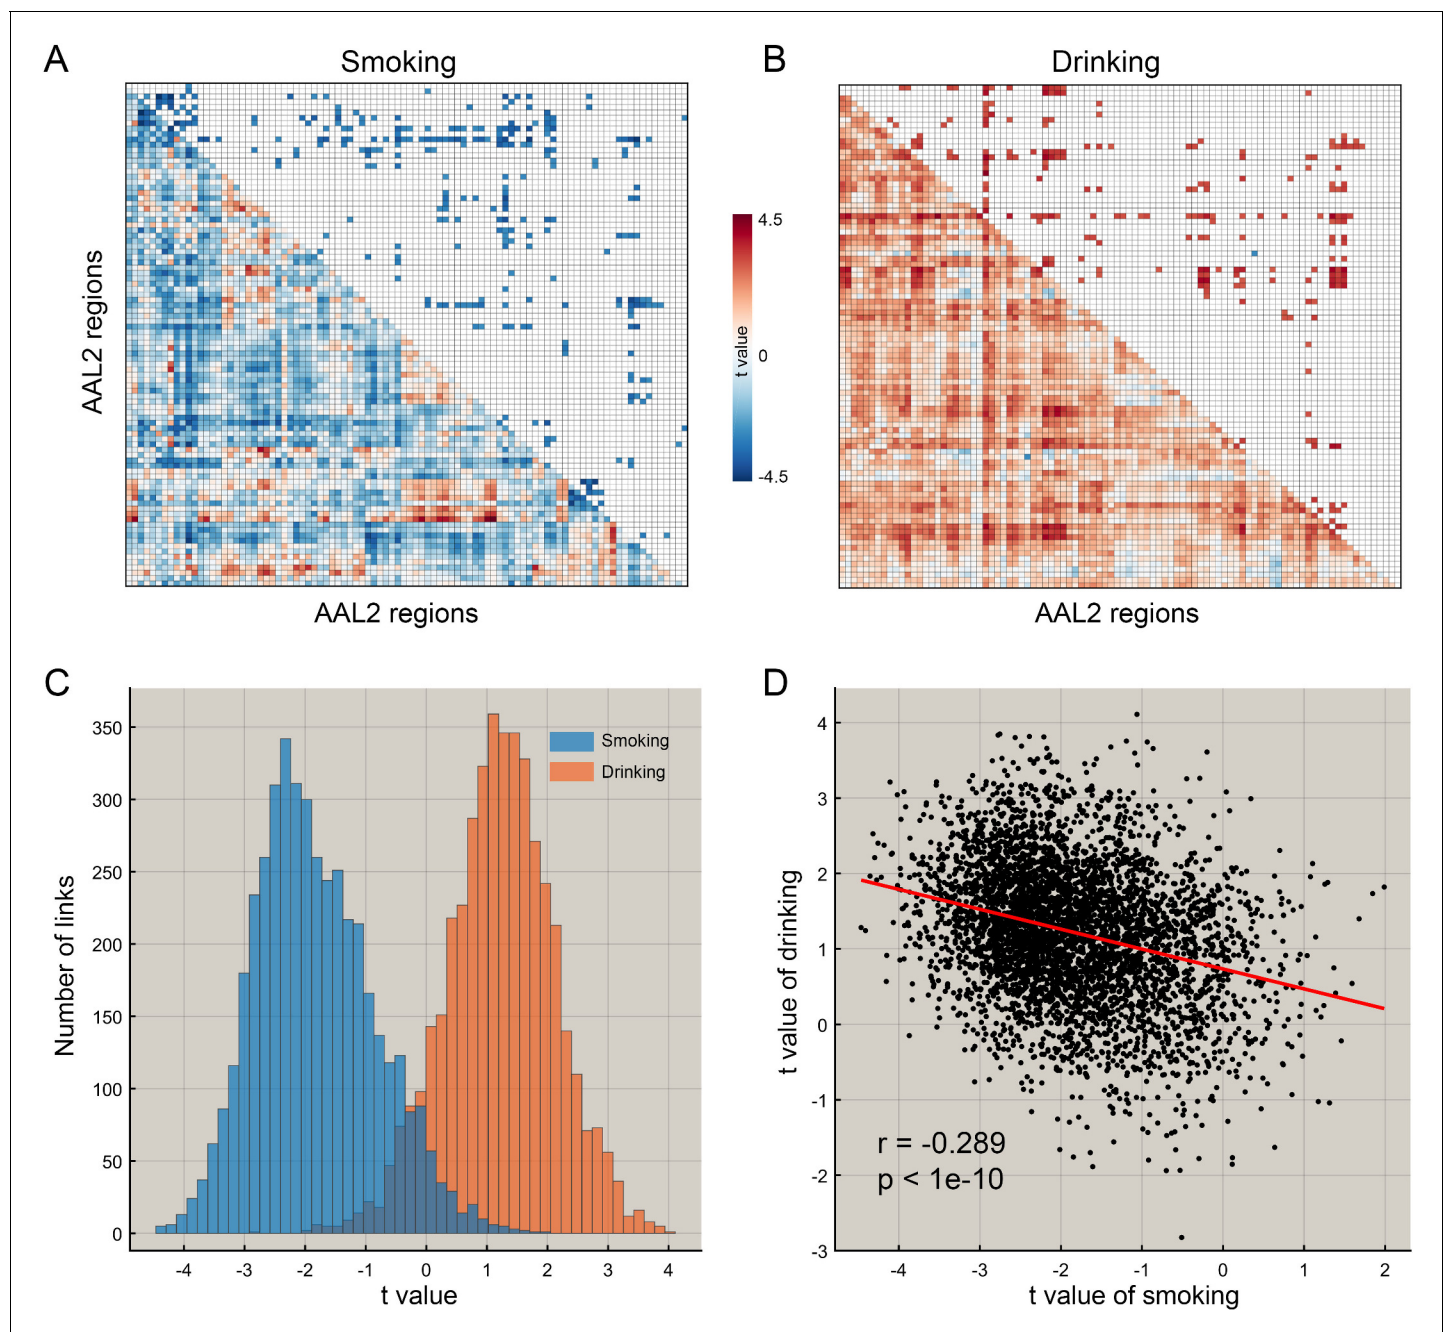 A
Smoking
AAL2 regions
AAL2 regions
4.5
0
-4.5
t value
B
Drinking
AAL2 regions
C
350
300
250
200
150
100
50
0
Number of links
Smoking
Drinking
-4 -3 -2 -1 0 1 2 3 4
t value
D
4
3
2
1
0
-1
-2
-3
t value of drinking
r = -0.289
p < 1e-10
-4 -3 -2 -1 0 1 2
t value of smoking